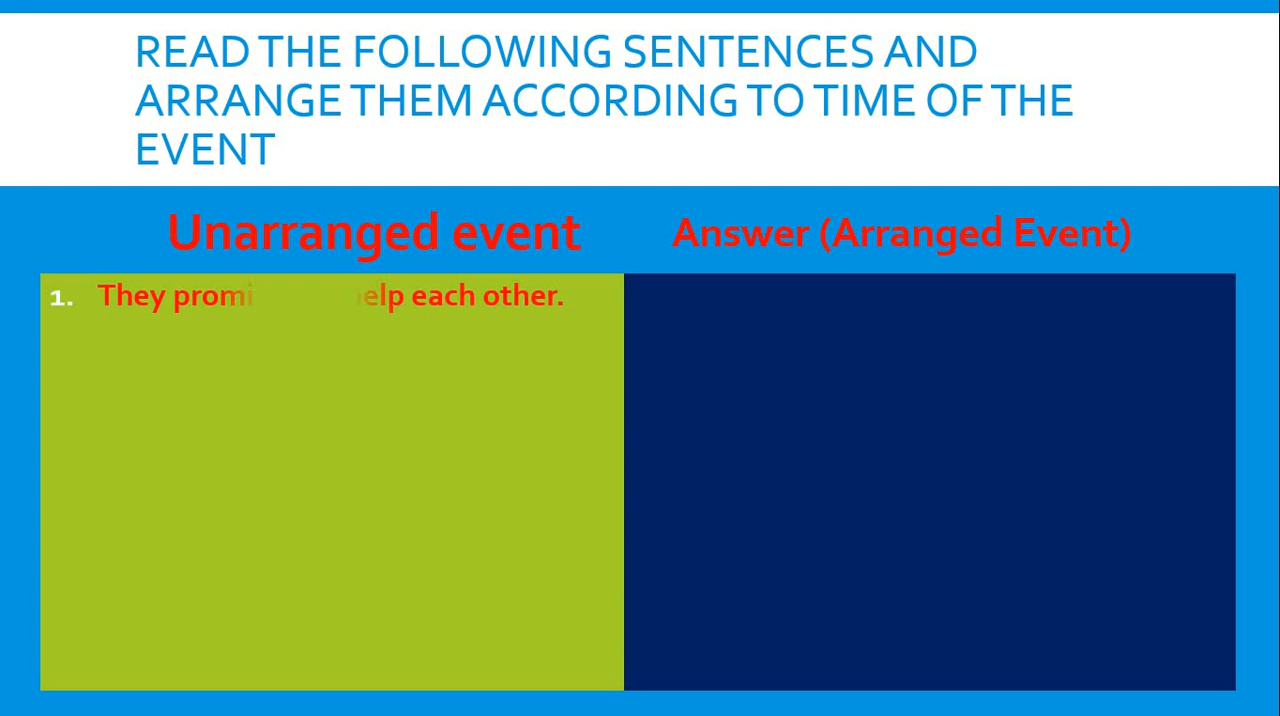 READ THE FOLLOWING SENTENCES AND
ARRANGE THEM ACCORDING TO TIME OF THE
EVENT
Unarranged event
Answer (Arranged Event)
1. They each other.